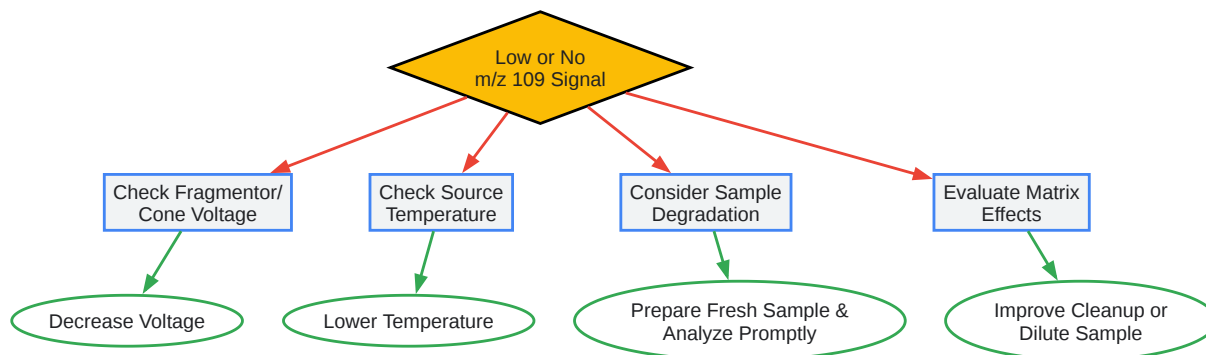 Low or No
m/z 109 Signal
Check Fragmentor/
Cone Voltage
Check Source
Temperature
Consider Sample
Degradation
Evaluate Matrix
Effects
Decrease Voltage
Lower Temperature
Prepare Fresh Sample &
Analyze Promptly
Improve Cleanup or
Dilute Sample